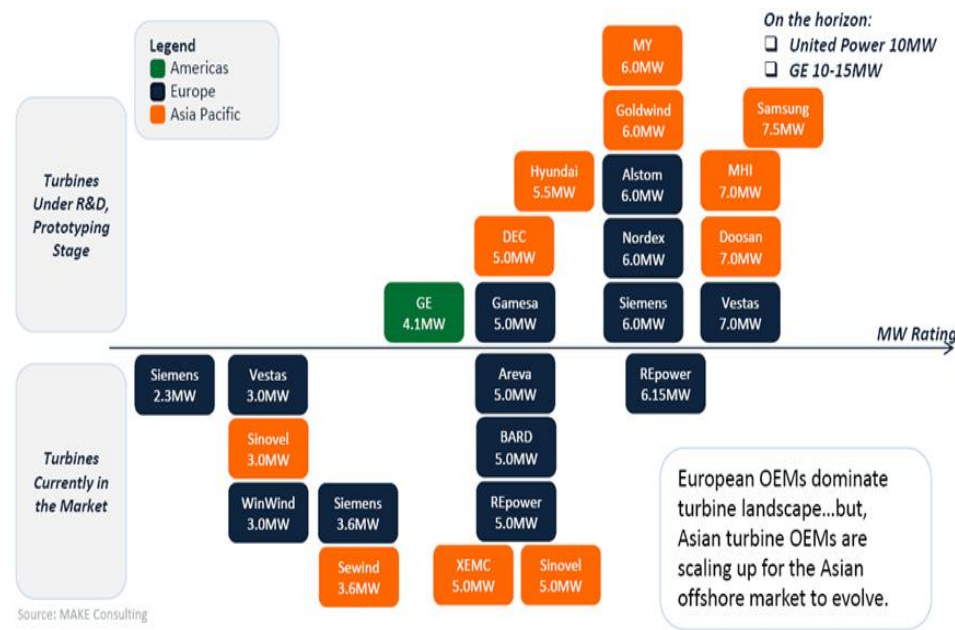 Legend
Americas
Europe
Asia Pacific
On the horizon:
United Power 10MW
GE 10-15MW
Turbines
Under R&D,
Prototyping
Stage
MY
6.0MW
Goldwind
6.0MW
Samsung
7.5MW
Hyundai
5.5MW
Alstom
6.0MW
MHI
7.0MW
DEC
5.0MW
Nordex
6.0MW
Doosan
7.0MW
GE
4.1MW
Gamesa
5.0MW
Siemens
6.0MW
Vestas
7.0MW
MW Rating
Turbines
Currently in
the Market
Siemens
2.3MW
Vestas
3.0MW
Areva
5.0MW
REpower
6.15MW
Sinovel
3.0MW
BARD
5.0MW
WinWind
3.0MW
Siemens
3.6MW
REpower
5.0MW
Sewind
3.6MW
XEMC
5.0MW
Sinovel
5.0MW
European OEMs dominate
turbine landscape...but,
Asian turbine OEMs are
scaling up for the Asian
offshore market to evolve.
Source: MAKE Consulting